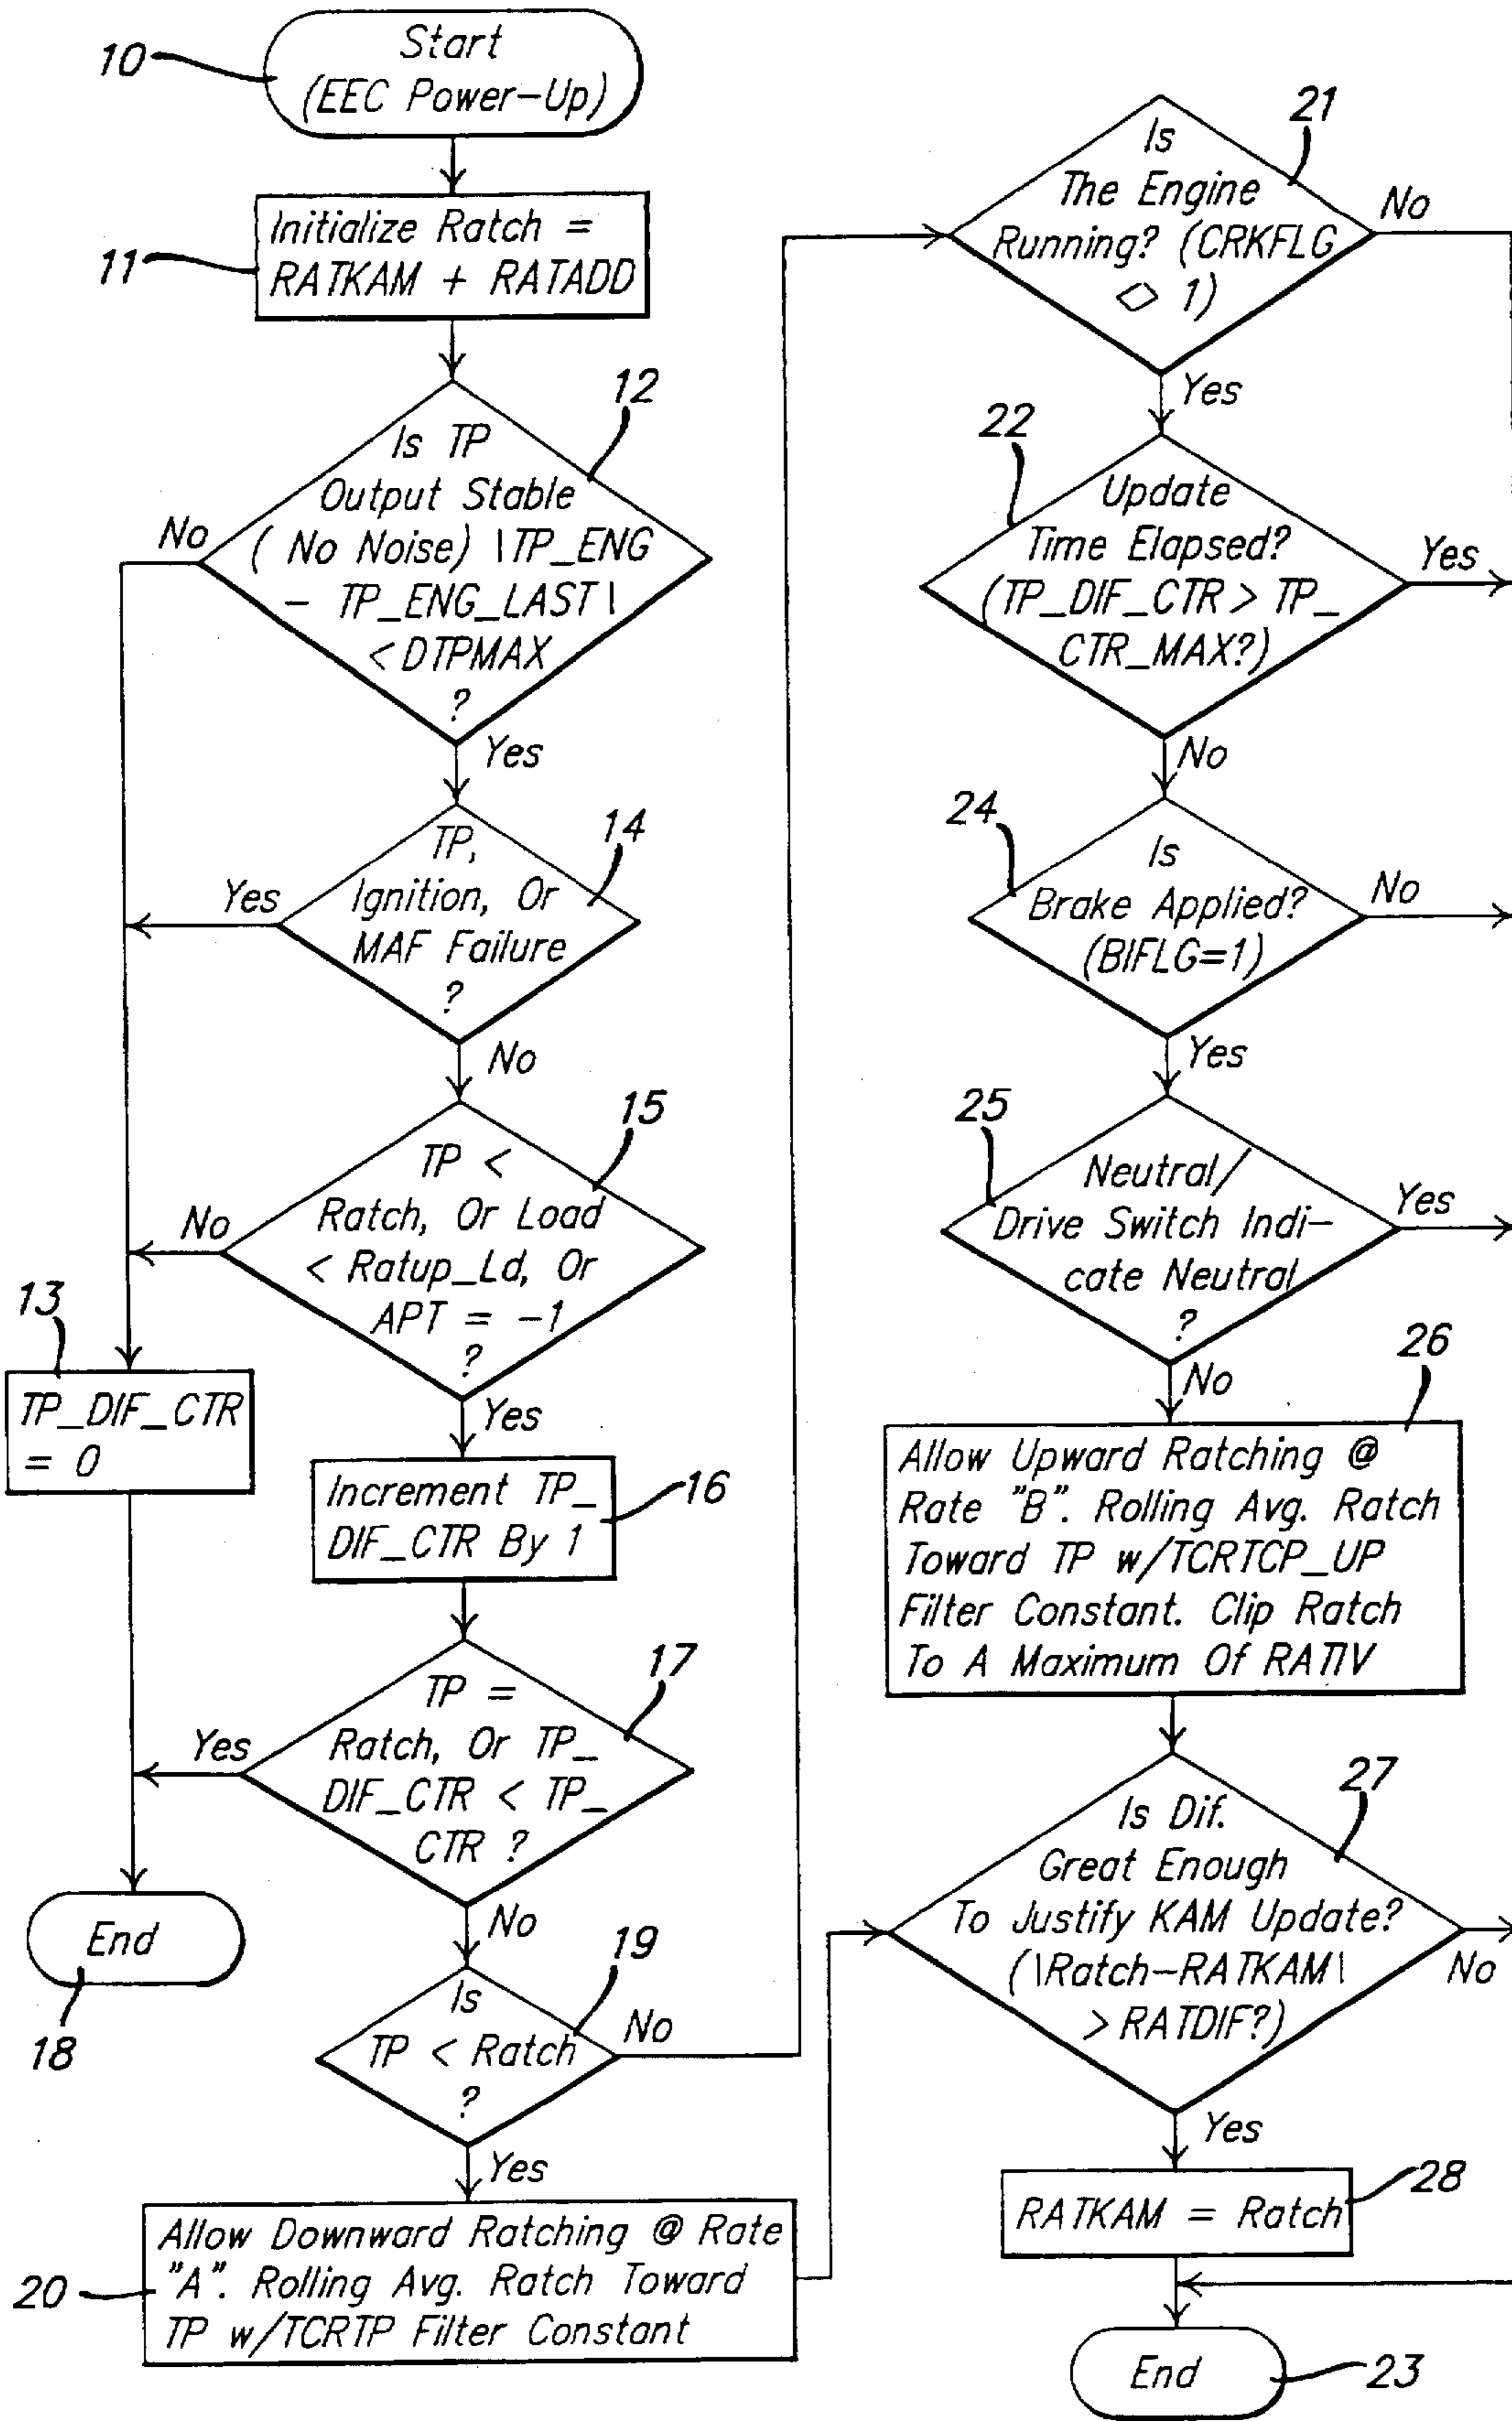 10
Start
(EEC Power-Up)
11
Initialize Ratch =
RATKAM + RATADD
12
Is TP
Output Stable
( No Noise) \TP_ENG
- TP_ENG_LAST\
< DTPMAX
?
No
Yes
14
TP,
Ignition, Or
MAF Failure
?
Yes
No
15
TP <
Ratch, Or Load
< Ratup_Ld, Or
APT = -1
?
No
Yes
13
TP_DIF_CTR
= 0
16
Increment TP_
DIF_CTR By 1
17
TP =
Ratch, Or TP_
DIF_CTR < TP_
CTR ?
Yes
No
End
18
19
Is
TP < Ratch
?
No
Yes
20
Allow Downward Ratching @ Rate
"A". Rolling Avg. Ratch Toward
TP w/TCRTP Filter Constant
21
Is
The Engine
Running? (CRKFLG
<> 1)
No
Yes
22
Update
Time Elapsed?
(TP_DIF_CTR > TP_
CTR_MAX?)
Yes
No
24
Is
Brake Applied?
(BIFLG=1)
No
Yes
25
Neutral/
Drive Switch Indi-
cate Neutral
?
Yes
No
26
Allow Upward Ratching @
Rate "B". Rolling Avg. Ratch
Toward TP w/TCRTCP_UP
Filter Constant. Clip Ratch
To A Maximum Of RATIV
27
Is Dif.
Great Enough
To Justify KAM Update?
(\Ratch-RATKAM\
> RATDIF?)
No
Yes
28
RATKAM = Ratch
End
23